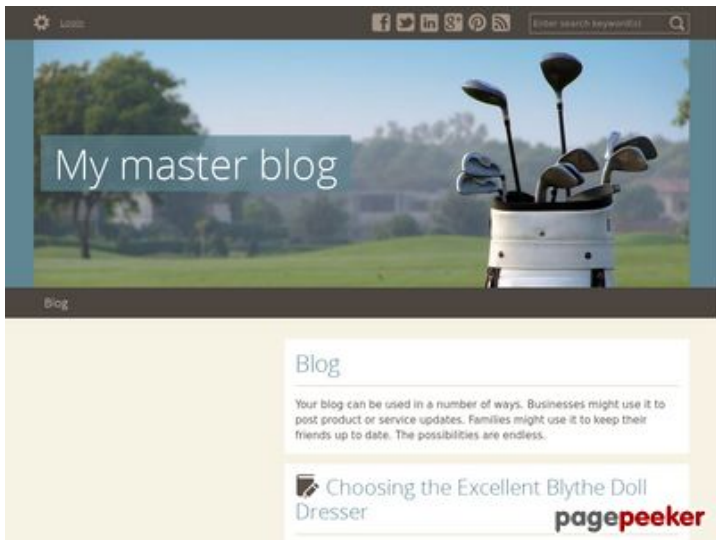 Login
Enter search keyword(s)
My master blog
Blog
Blog
Your blog can be used in a number of ways. Businesses might use it to
post product or service updates. Families might use it to keep their
friends up to date. The possibilities are endless.
Choosing the Excellent Blythe Doll
Dresser
pagepeeker